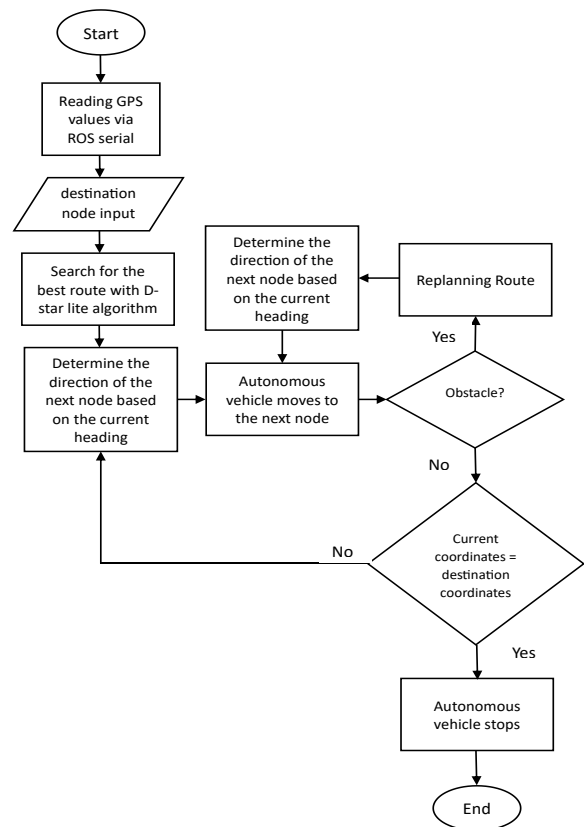 Start
Reading GPS
values via
ROS serial
destination
node input
Search for the
best route with D-
star lite algorithm
Determine the
direction of the
next node based
on the current
heading
Autonomous
vehicle moves to
the next node
Determine the
direction of the
next node based
on the current
heading
Replanning Route
Yes
Obstacle?
No
Current
coordinates =
destination
coordinates
No
Yes
Autonomous
vehicle stops
End